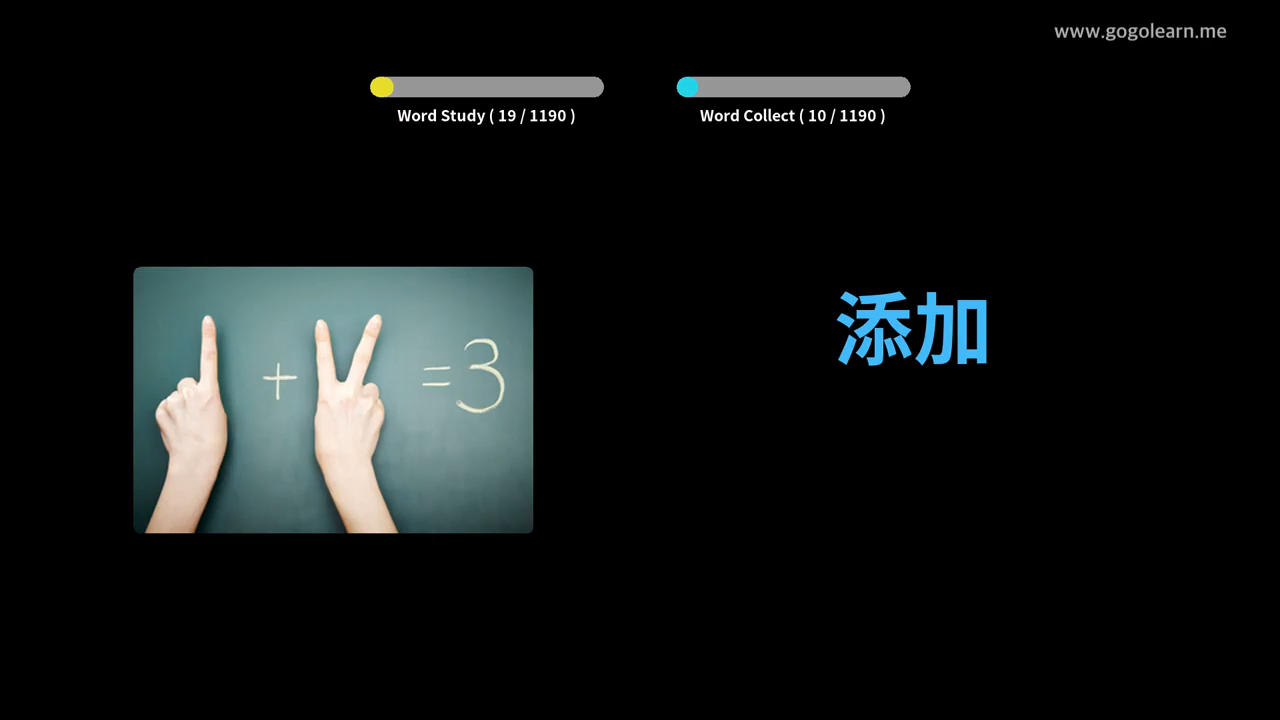 www.gogolearn.me
Word Study ( 19 / 1190 )
Word Collect ( 10 / 1190 )
+ =3
添加